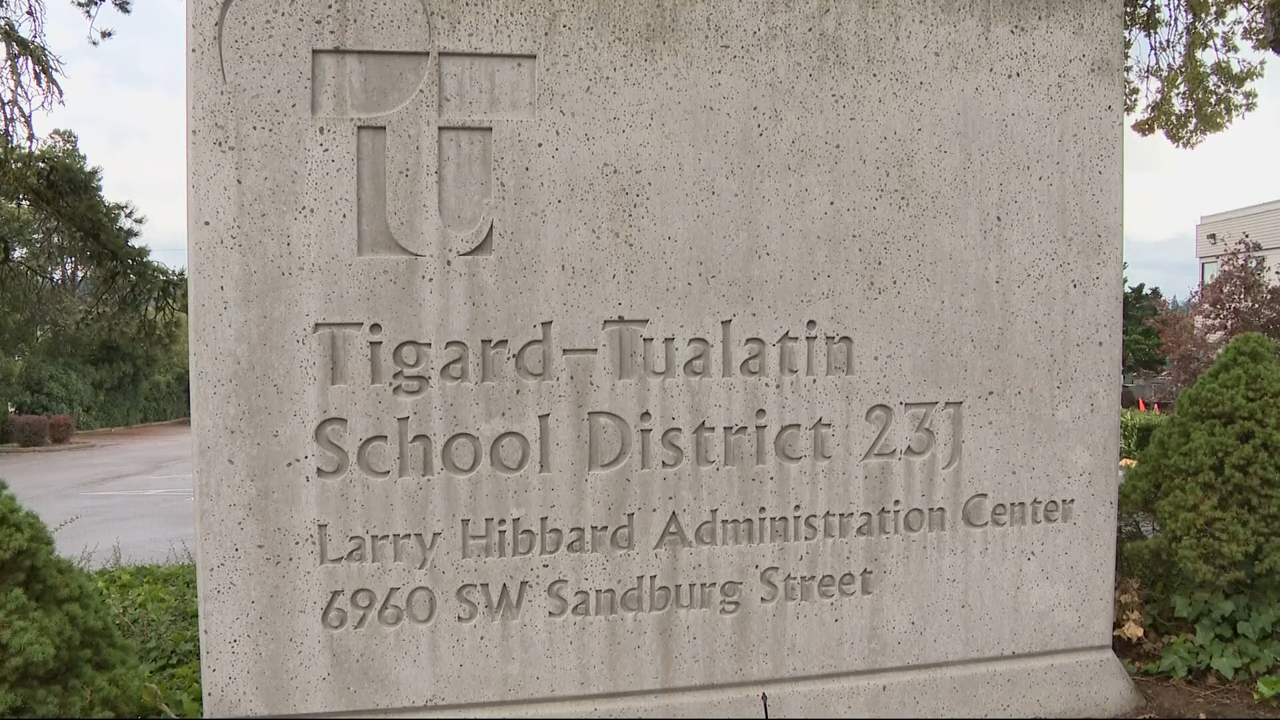 Tigard-Tualatin
School District 23J
Larry Hibbard Administration Center
6960 SW Sandburg Street